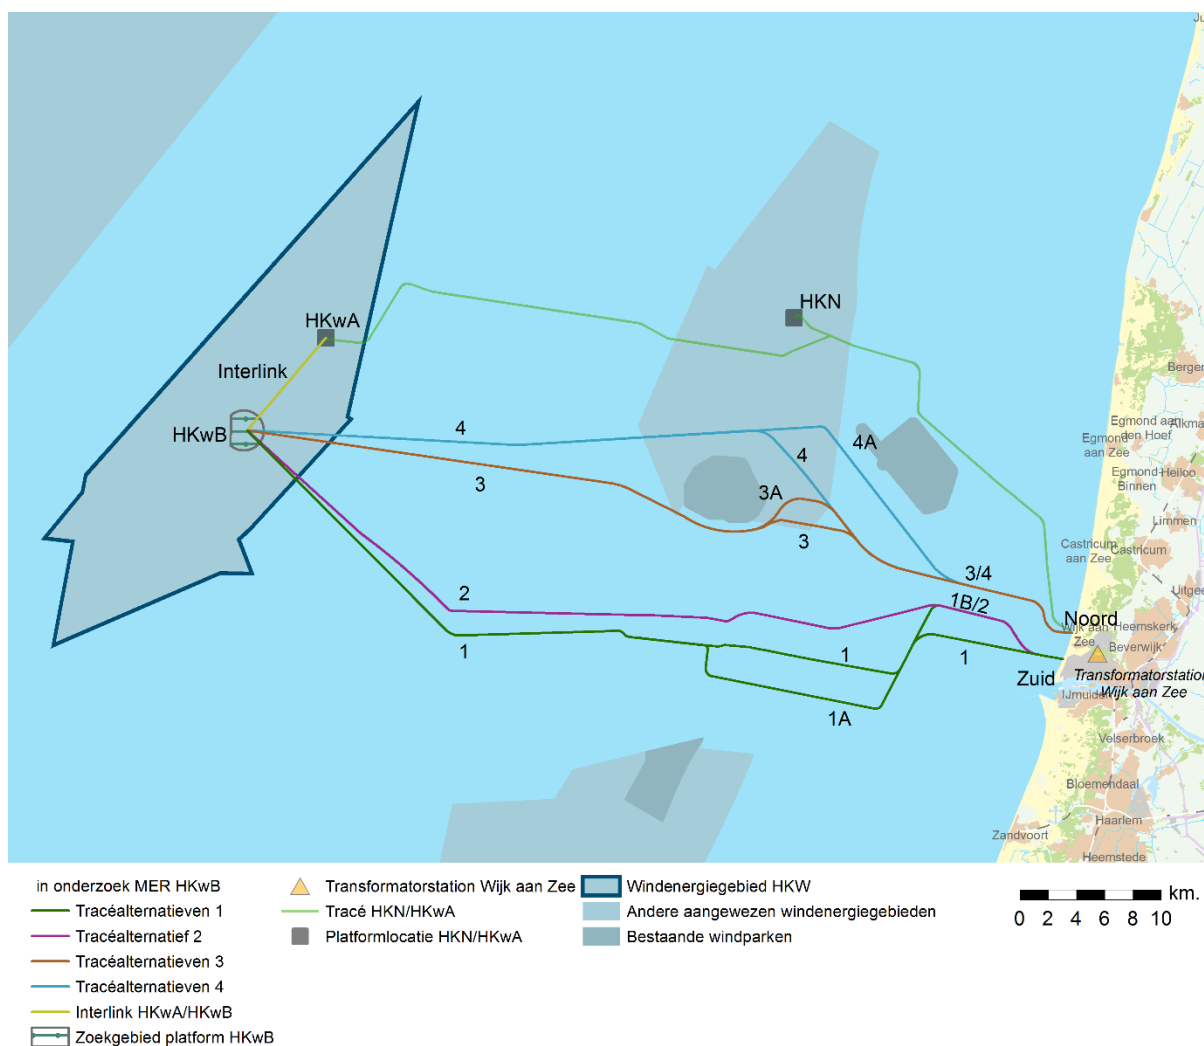 Ju
HKN
HKwA
Bergen
Interlink
Egmond aan
den Hoef
Alkma
Egmond
aan Zee
HKwB
4
4A
4
Egmond-
Binnen
Heiloo
3
3A
Limmen
3
Castricum
aan Zee
Castricum
3/4
Uitgee
2
1B/2
Noord
Wijk aan
Zee
Heemskerk
1
1
1
Beverwijk
Zuid
Transformatorstation
Wijk aan Zee
IJmuiden
1A
Velserbroek
Bloemendaal
Haarlem
Zandvoort
Heemstede
in onderzoek MER HKwB
Tracéalternatieven 1
Tracéalternatief 2
Tracéalternatieven 3
Tracéalternatieven 4
Interlink HKwA/HKwB
Zoekgebied platform HKwB
Transformatorstation Wijk aan Zee
Tracé HKN/HKwA
Platformlocatie HKN/HKwA
Windenergiegebied HKW
Andere aangewezen windenergiegebieden
Bestaande windparken
km.
0 2 4 6 8 10